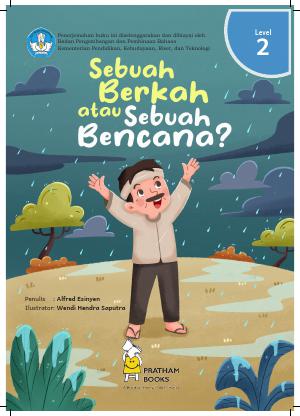 Penerjemahan buku ini diselenggarakan dan dibiayai oleh
Badan Pengembangan dan Pembinaan Bahasa
Kementerian Pendidikan, Kebudayaan, Riset, dan Teknologi
Level
2
Sebuah
Berkah
atau Sebuah
Bencana?
Penulis : Alfred Esinyen
Ilustrator: Wendi Hendra Saputra
PRATHAM
BOOKS